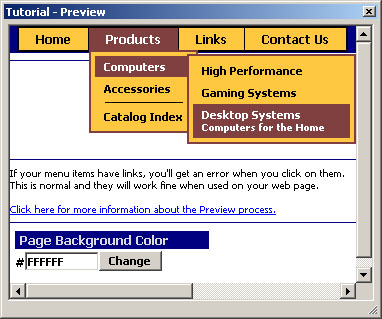 Tutorial - Preview
Home Products Links Contact Us
Computers
Accessories
Catalog Index
High Performance
Gaming Systems
Desktop Systems
Computers for the Home
If your menu items have links, you'll get an error when you click on them.
This is normal and they will work fine when used on your web page.
Click here for more information about the Preview process.
Page Background Color
#FFFFFF Change